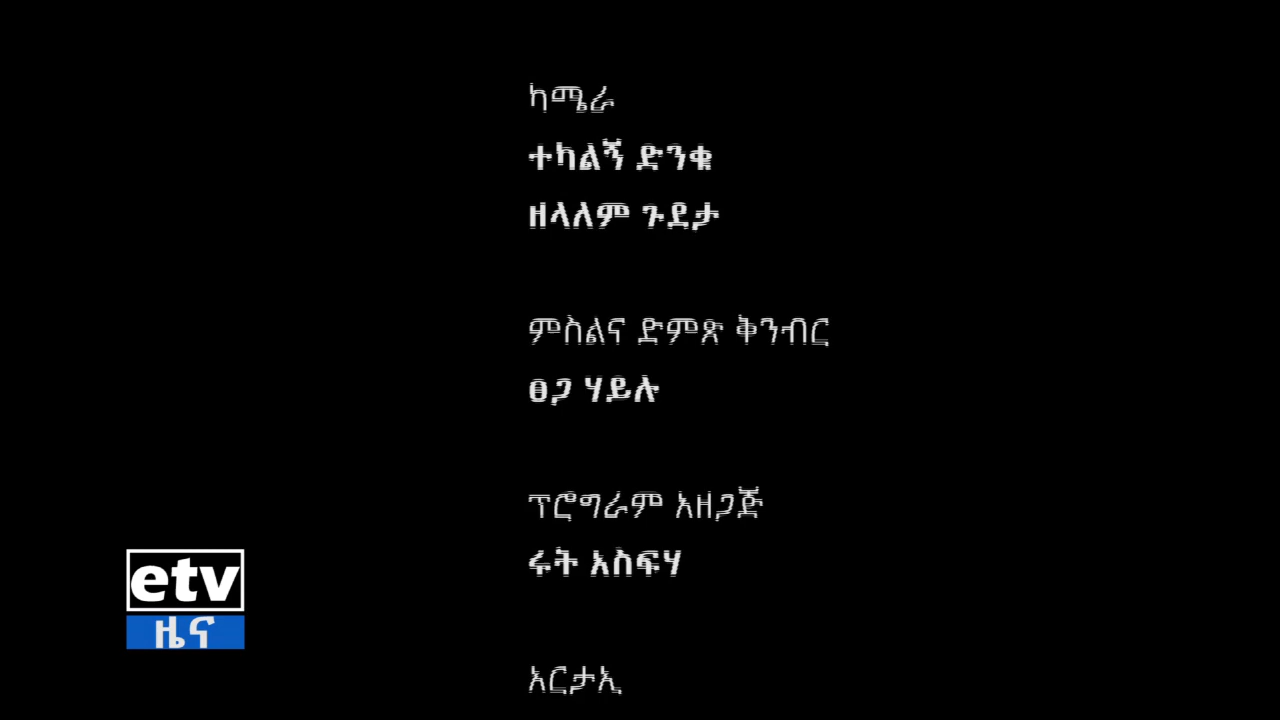 ካሜራ
ተካልኝ ድንቁ
ዘላለም ጉደታ
ምስልና ድምጽ ቅንብር
ፀጋ ሃይሉ
ፕሮግራም አዘጋጅ
ሩት አስፍሃ
አርታኢ
etv
ዜና